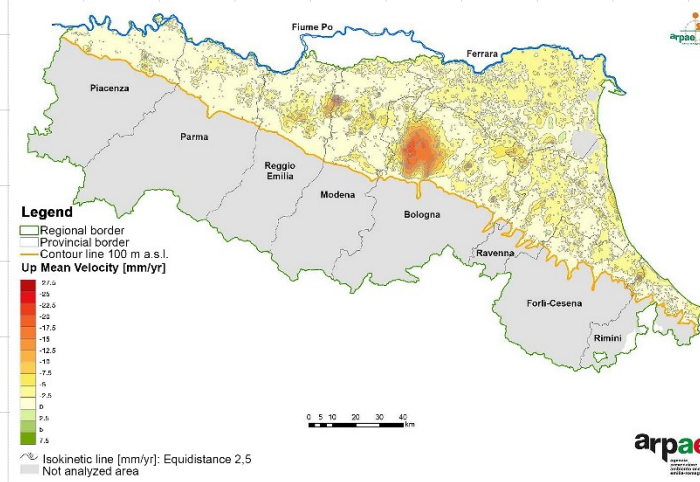 Fiume Po
arpae
Ferrara
Piacenza
Parma
Reggio
Emilia
Modena
Bologna
Ravenna
Forlì-Cesena
Rimini
Legend
Regional border
Provincial border
Contour line 100 m a.s.l.
Up Mean Velocity [mm/yr]
-27.5
-25
-22.5
-20
-17.5
-15
-12.5
-10
-7.5
-5
-2.5
0
2.5
5
7.5
0 5 10 20 30 40
km
Isokinetic line [mm/yr]: Equidistance 2,5
Not analyzed area
arpae